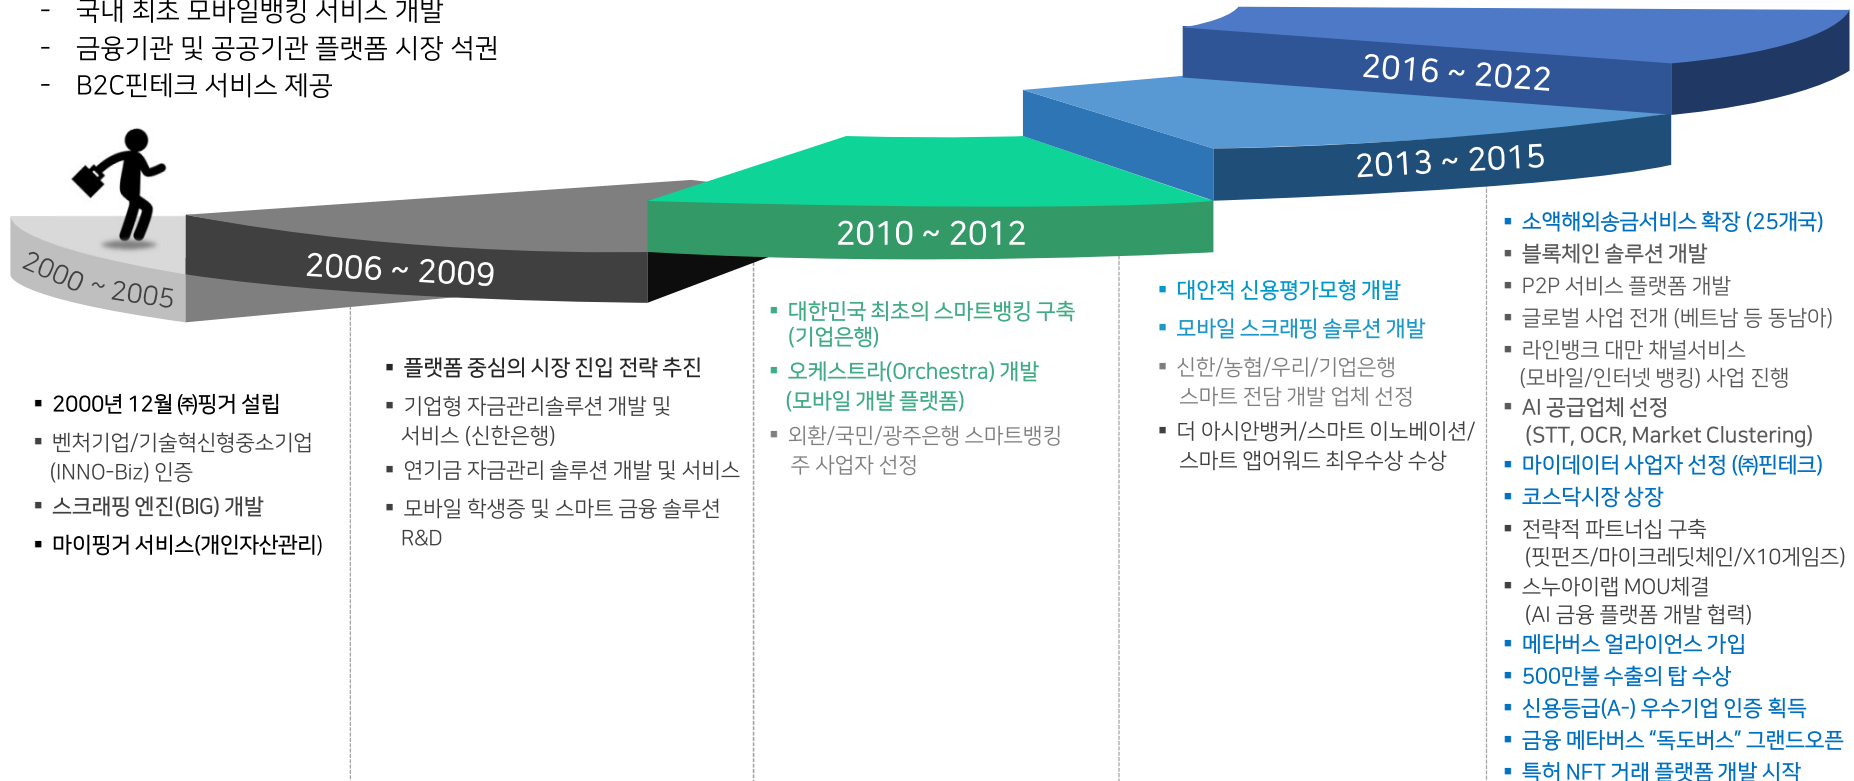 - 국내 최초 모바일뱅킹 서비스 개발
- 금융기관 및 공공기관 플랫폼 시장 석권
- B2C핀테크 서비스 제공
2000 ~ 2005
▪ 2000년 12월 ㈜핑거 설립
▪ 벤처기업/기술혁신형중소기업
(INNO-Biz) 인증
▪ 스크래핑 엔진(BIG) 개발
▪ 마이핑거 서비스(개인자산관리)
2006 ~ 2009
▪ 플랫폼 중심의 시장 진입 전략 추진
▪ 기업형 자금관리솔루션 개발 및
서비스 (신한은행)
▪ 연기금 자금관리 솔루션 개발 및 서비스
▪ 모바일 학생증 및 스마트 금융 솔루션
R&D
2010 ~ 2012
▪ 대한민국 최초의 스마트뱅킹 구축
(기업은행)
▪ 오케스트라(Orchestra) 개발
(모바일 개발 플랫폼)
▪ 외환/국민/광주은행 스마트뱅킹
주 사업자 선정
2013 ~ 2015
▪ 대안적 신용평가모형 개발
▪ 모바일 스크래핑 솔루션 개발
▪ 신한/농협/우리/기업은행
스마트 전담 개발 업체 선정
▪ 더 아시안뱅커/스마트 이노베이션/
스마트 앱어워드 최우수상 수상
2016 ~ 2022
▪ 소액해외송금서비스 확장 (25개국)
▪ 블록체인 솔루션 개발
▪ P2P 서비스 플랫폼 개발
▪ 글로벌 사업 전개 (베트남 등 동남아)
▪ 라인뱅크 대만 채널서비스
(모바일/인터넷 뱅킹) 사업 진행
▪ AI 공급업체 선정
(STT, OCR, Market Clustering)
▪ 마이데이터 사업자 선정 (㈜핀테크)
▪ 코스닥시장 상장
▪ 전략적 파트너십 구축
(핏펀즈/마이크레딧체인/X10게임즈)
▪ 스누아이랩 MOU체결
(AI 금융 플랫폼 개발 협력)
▪ 메타버스 얼라이언스 가입
▪ 500만불 수출의 탑 수상
▪ 신용등급(A-) 우수기업 인증 획득
▪ 금융 메타버스 “독도버스” 그랜드오픈
▪ 특허 NFT 거래 플랫폼 개발 시작